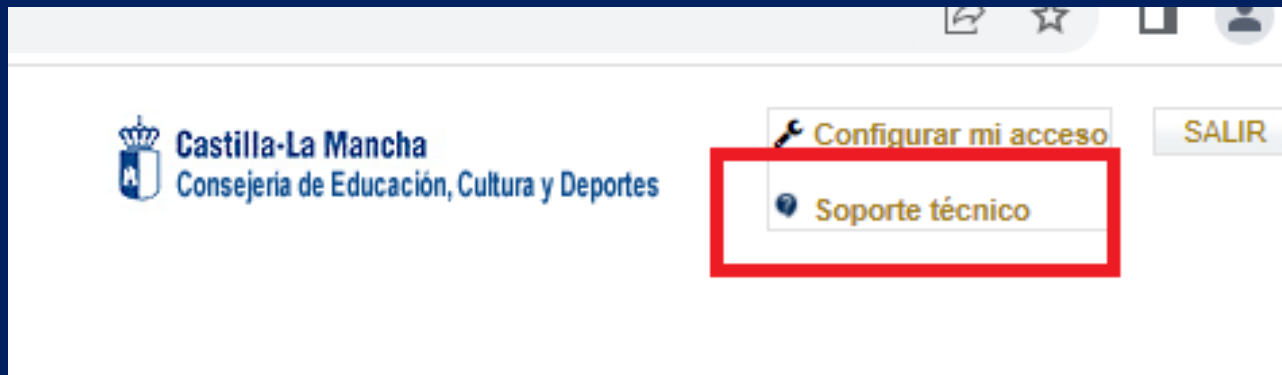 Castilla-La Mancha
Consejería de Educación, Cultura y Deportes
Configurar mi acceso
SALIR
Soporte técnico